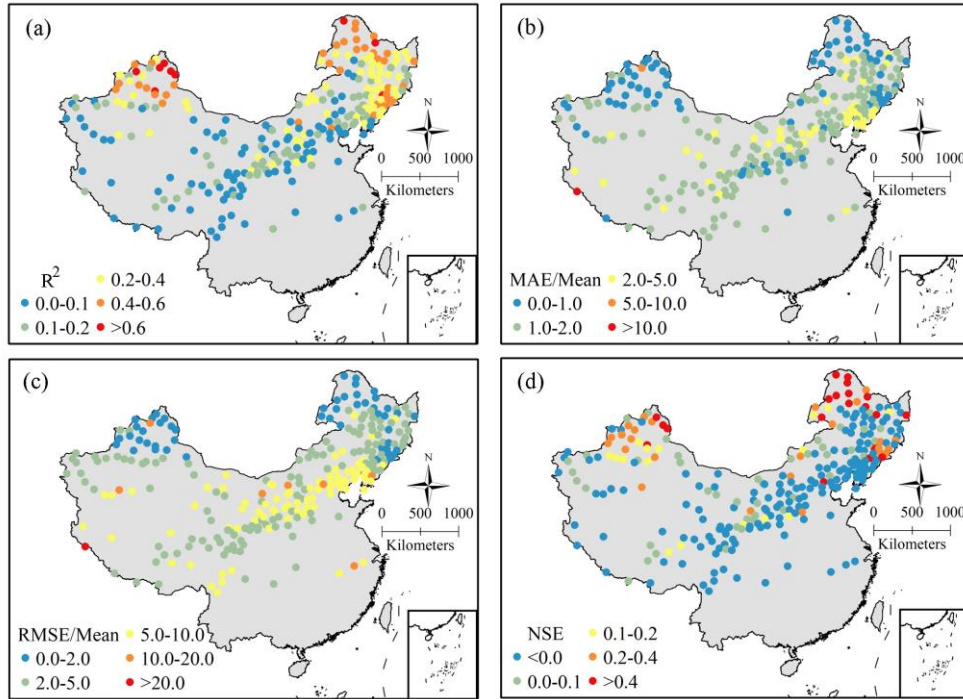 (a)
N
0 500 1000
Kilometers
R²
0.0-0.1
0.1-0.2
0.2-0.4
0.4-0.6
>0.6
(b)
N
0 500 1000
Kilometers
MAE/Mean
0.0-1.0
1.0-2.0
2.0-5.0
5.0-10.0
>10.0
(c)
N
0 500 1000
Kilometers
RMSE/Mean
0.0-2.0
2.0-5.0
5.0-10.0
10.0-20.0
>20.0
(d)
N
0 500 1000
Kilometers
NSE
<0.0
0.0-0.1
0.1-0.2
0.2-0.4
>0.4